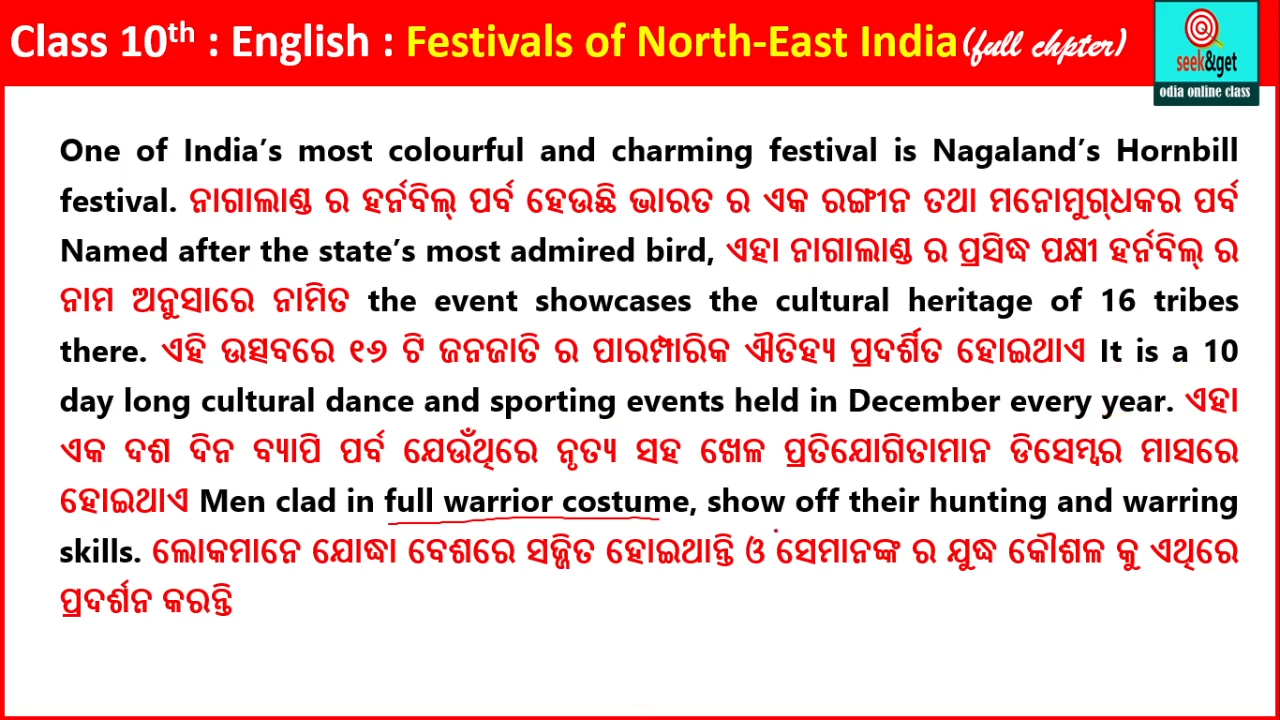 Class 10th : English : Festivals of North-East India (full chpter)
seek&get
odia online class
One of India’s most colourful and charming festival is Nagaland’s Hornbill
festival. ନାଗାଲାଣ୍ଡ ର ହର୍ନବିଲ୍ ପର୍ବ ହେଉଛି ଭାରତ ର ଏକ ରଙ୍ଗୀନ ତଥା ମନୋମୁଗ୍ଧକର ପର୍ବ
Named after the state’s most admired bird, ଏହା ନାଗାଲାଣ୍ଡ ର ପ୍ରସିଦ୍ଧ ପକ୍ଷୀ ହର୍ନବିଲ୍ ର
ନାମ ଅନୁସାରେ ନାମିତ the event showcases the cultural heritage of 16 tribes
there. ଏହି ଉତ୍ସବରେ ୧୬ ଟି ଜନଜାତି ର ପାରମ୍ପାରିକ ଐତିହ୍ୟ ପ୍ରଦର୍ଶିତ ହୋଇଥାଏ It is a 10
day long cultural dance and sporting events held in December every year. ଏହା
ଏକ ଦଶ ଦିନ ବ୍ୟାପି ପର୍ବ ଯେଉଁଥିରେ ନୃତ୍ୟ ସହ ଖେଳ ପ୍ରତିଯୋଗିତାମାନ ଡିସେମ୍ବର ମାସରେ
ହୋଇଥାଏ Men clad in full warrior costume, show off their hunting and warring
skills. ଲୋକମାନେ ଯୋଦ୍ଧା ବେଶରେ ସଜ୍ଜିତ ହୋଇଥାନ୍ତି ଓ ସେମାନଙ୍କ ର ଯୁଦ୍ଧ କୌଶଳ କୁ ଏଥିରେ
ପ୍ରଦର୍ଶନ କରନ୍ତି